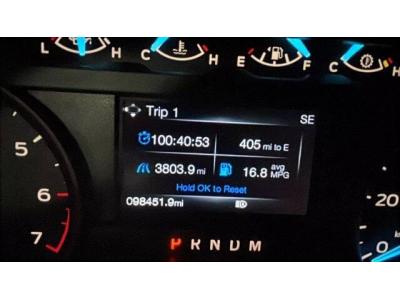 L H C H E F C H
Trip 1
SE
100:40:53 405 mi to E
3803.9 mi 16.8 avg MPG
Hold OK to Reset
098451.9mi
6
7
20
0
P R N D M